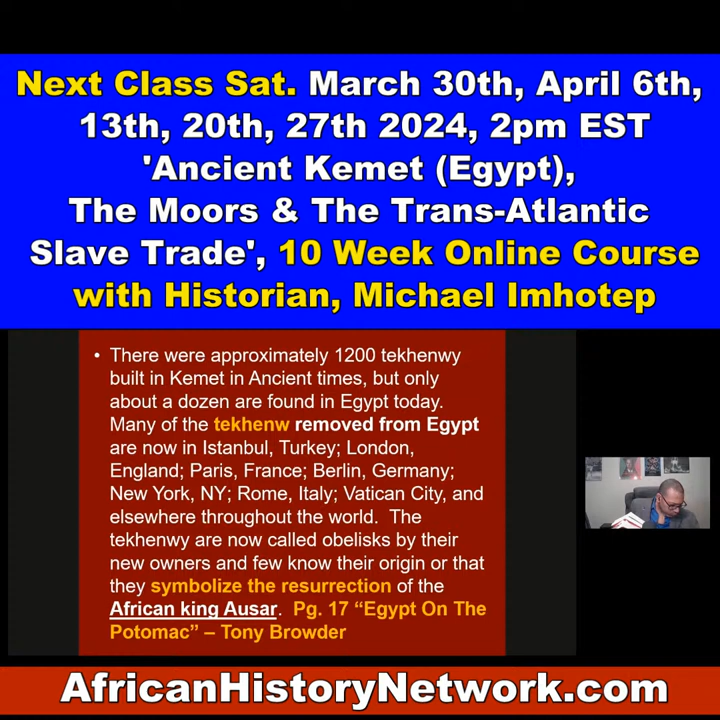 Next Class Sat. March 30th, April 6th,
13th, 20th, 27th 2024, 2pm EST
'Ancient Kemet (Egypt),
The Moors & The Trans-Atlantic
Slave Trade', 10 Week Online Course
with Historian, Michael Imhotep
• There were approximately 1200 tekhenwy
built in Kemet in Ancient times, but only
about a dozen are found in Egypt today.
Many of the tekhenw removed from Egypt
are now in Istanbul, Turkey; London,
England; Paris, France; Berlin, Germany;
New York, NY; Rome, Italy; Vatican City, and
elsewhere throughout the world. The
tekhenwy are now called obelisks by their
new owners and few know their origin or that
they symbolize the resurrection of the
African king Ausar. Pg. 17 “Egypt On The
Potomac” – Tony Browder
AfricanHistoryNetwork.com